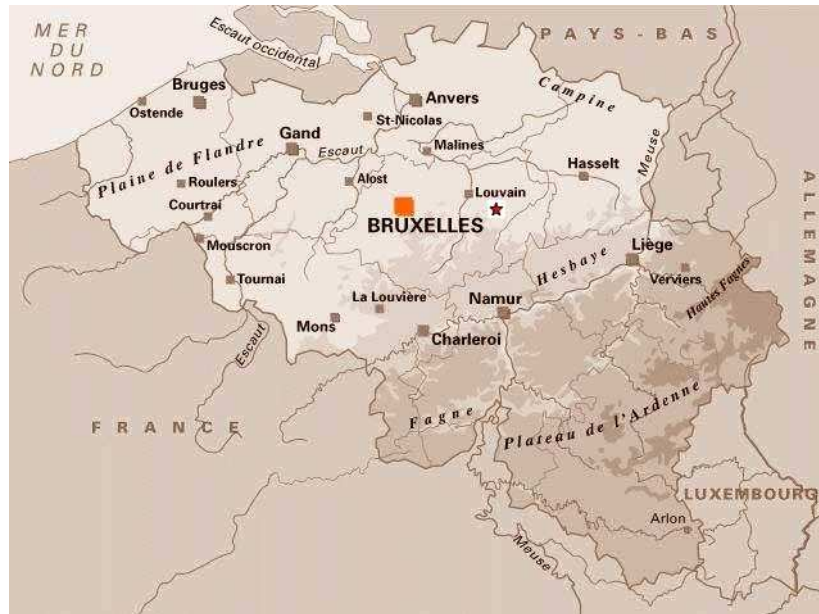 MER
DU
NORD
Escaut occidental
PAYS-BAS
Bruges
Ostende
Anvers
Campine
St-Nicolas
Gand
Escaut
Malines
Meuse
Plaine de Flandre
Hasselt
Roulers
Alost
Louvain
Courtrai
BRUXELLES
ALLEMAGNE
Mouscron
Liège
Hesbaye
Tournai
Verviers
Hautes Fagnes
La Louvière
Namur
Mons
Charleroi
Escaut
FRANCE
Fagne
Plateau de l'Ardenne
LUXEMBOURG
Arlon
Meuse